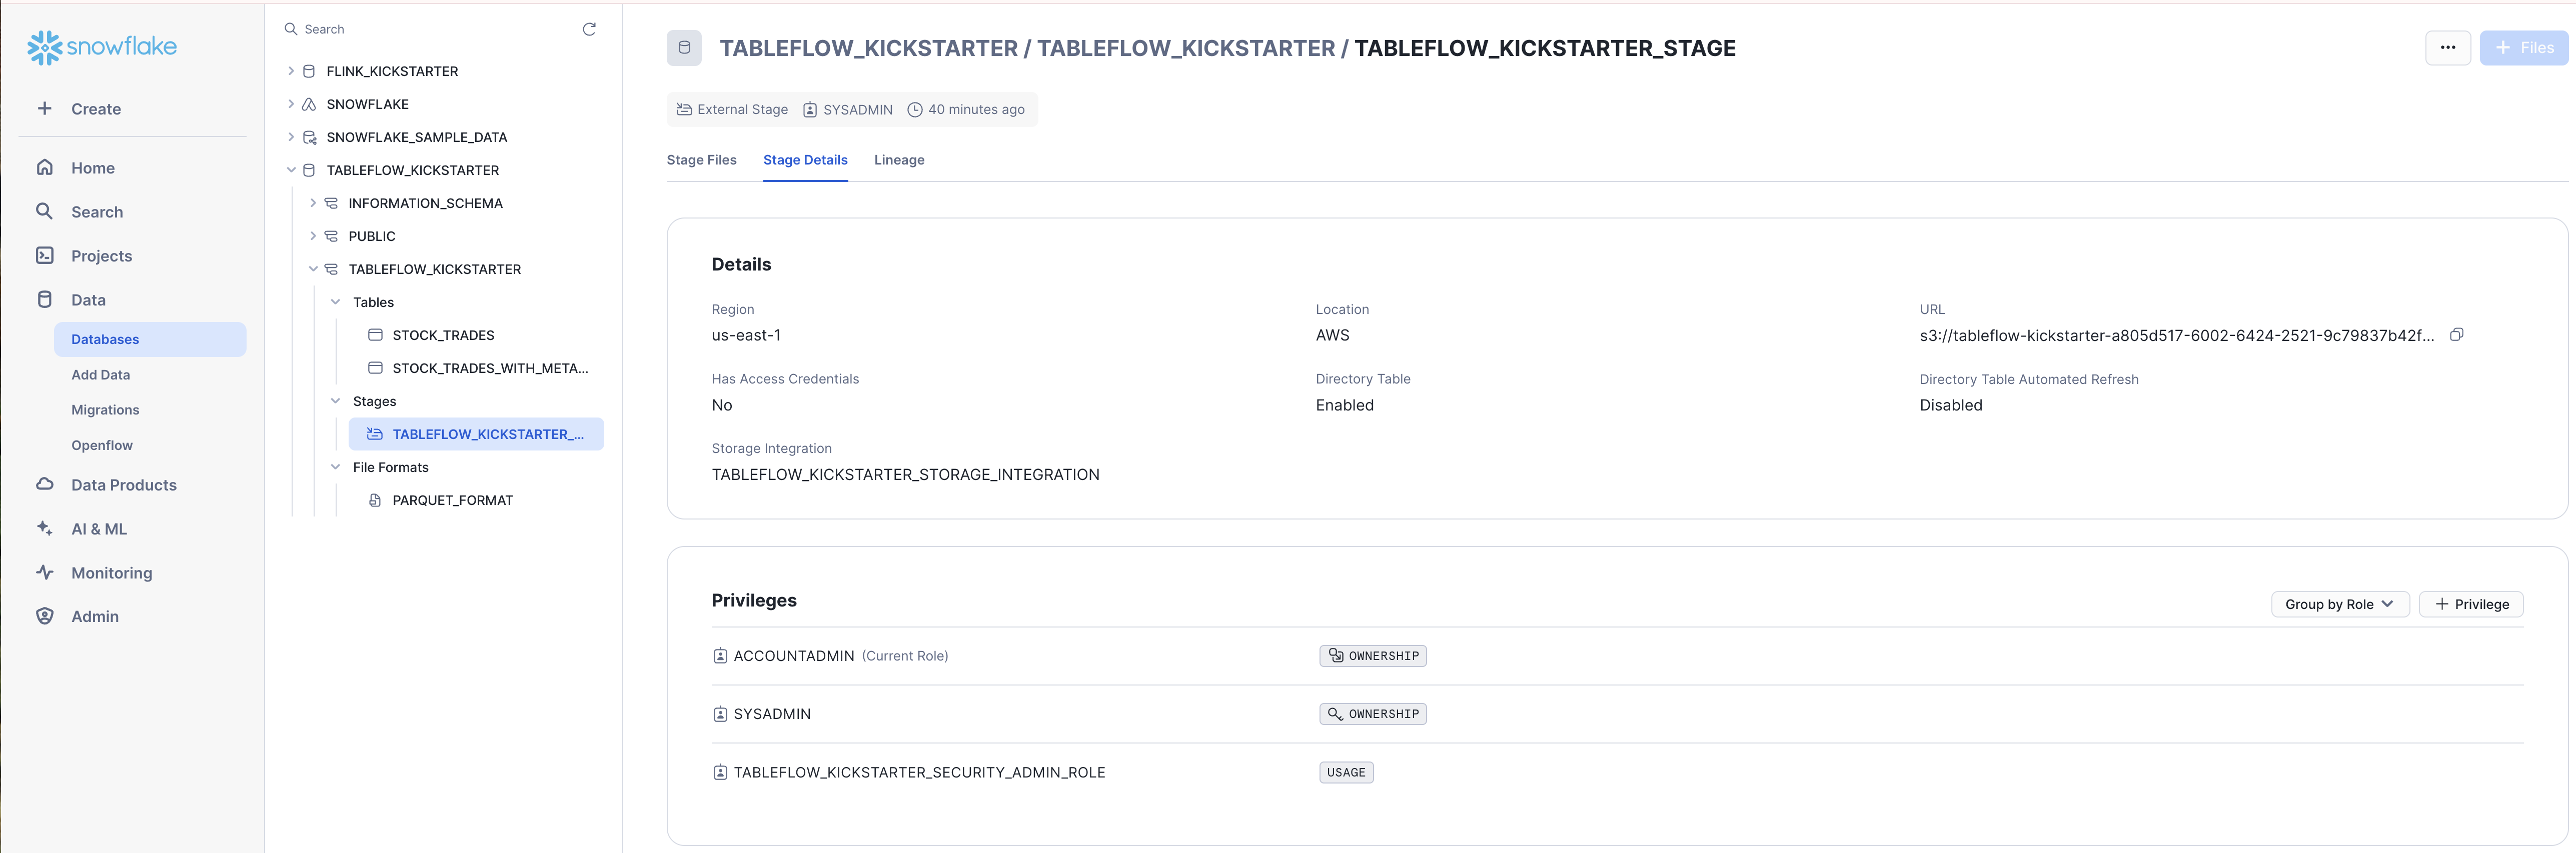 snowflake
Create
Home
Search
Projects
Data
Databases
Add Data
Migrations
Openflow
Data Products
AI & ML
Monitoring
Admin
Search
FLINK_KICKSTARTER
SNOWFLAKE
SNOWFLAKE_SAMPLE_DATA
TABLEFLOW_KICKSTARTER
INFORMATION_SCHEMA
PUBLIC
TABLEFLOW_KICKSTARTER
Tables
STOCK_TRADES
STOCK_TRADES_WITH_META...
Stages
TABLEFLOW_KICKSTARTER_...
File Formats
PARQUET_FORMAT
TABLEFLOW_KICKSTARTER / TABLEFLOW_KICKSTARTER / TABLEFLOW_KICKSTARTER_STAGE
... + Files
External Stage SYSADMIN 40 minutes ago
Stage Files Stage Details Lineage
Details
Region Location URL
us-east-1 AWS s3://tableflow-kickstarter-a805d517-6002-6424-2521-9c79837b42f...
Has Access Credentials Directory Table Directory Table Automated Refresh
No Enabled Disabled
Storage Integration
TABLEFLOW_KICKSTARTER_STORAGE_INTEGRATION
Privileges Group by Role + Privilege
ACCOUNTADMIN (Current Role) OWNERSHIP
SYSADMIN OWNERSHIP
TABLEFLOW_KICKSTARTER_SECURITY_ADMIN_ROLE USAGE